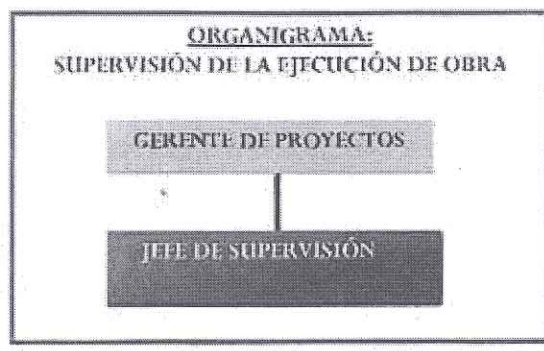 ORGANIGRAMA:
SUPERVISIÓN DE LA EJECUCIÓN DE OBRA
GERENTE DE PROYECTOS
JEFE DE SUPERVISIÓN